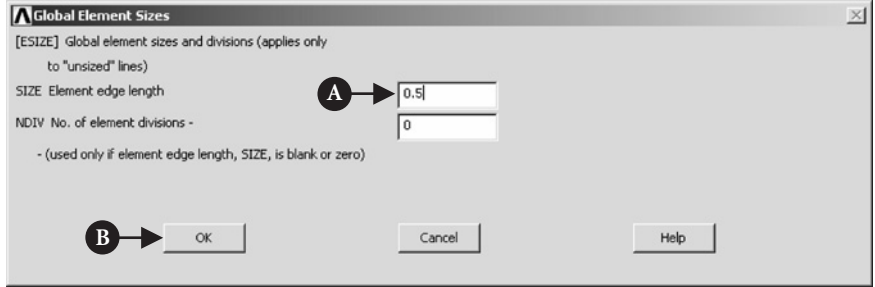 Global Element Sizes
[ESIZE] Global element sizes and divisions (applies only
to "unsized" lines)
SIZE Element edge length
A
0.5
NDIV No. of element divisions -
0
- (used only if element edge length, SIZE, is blank or zero)
B
OK Cancel Help